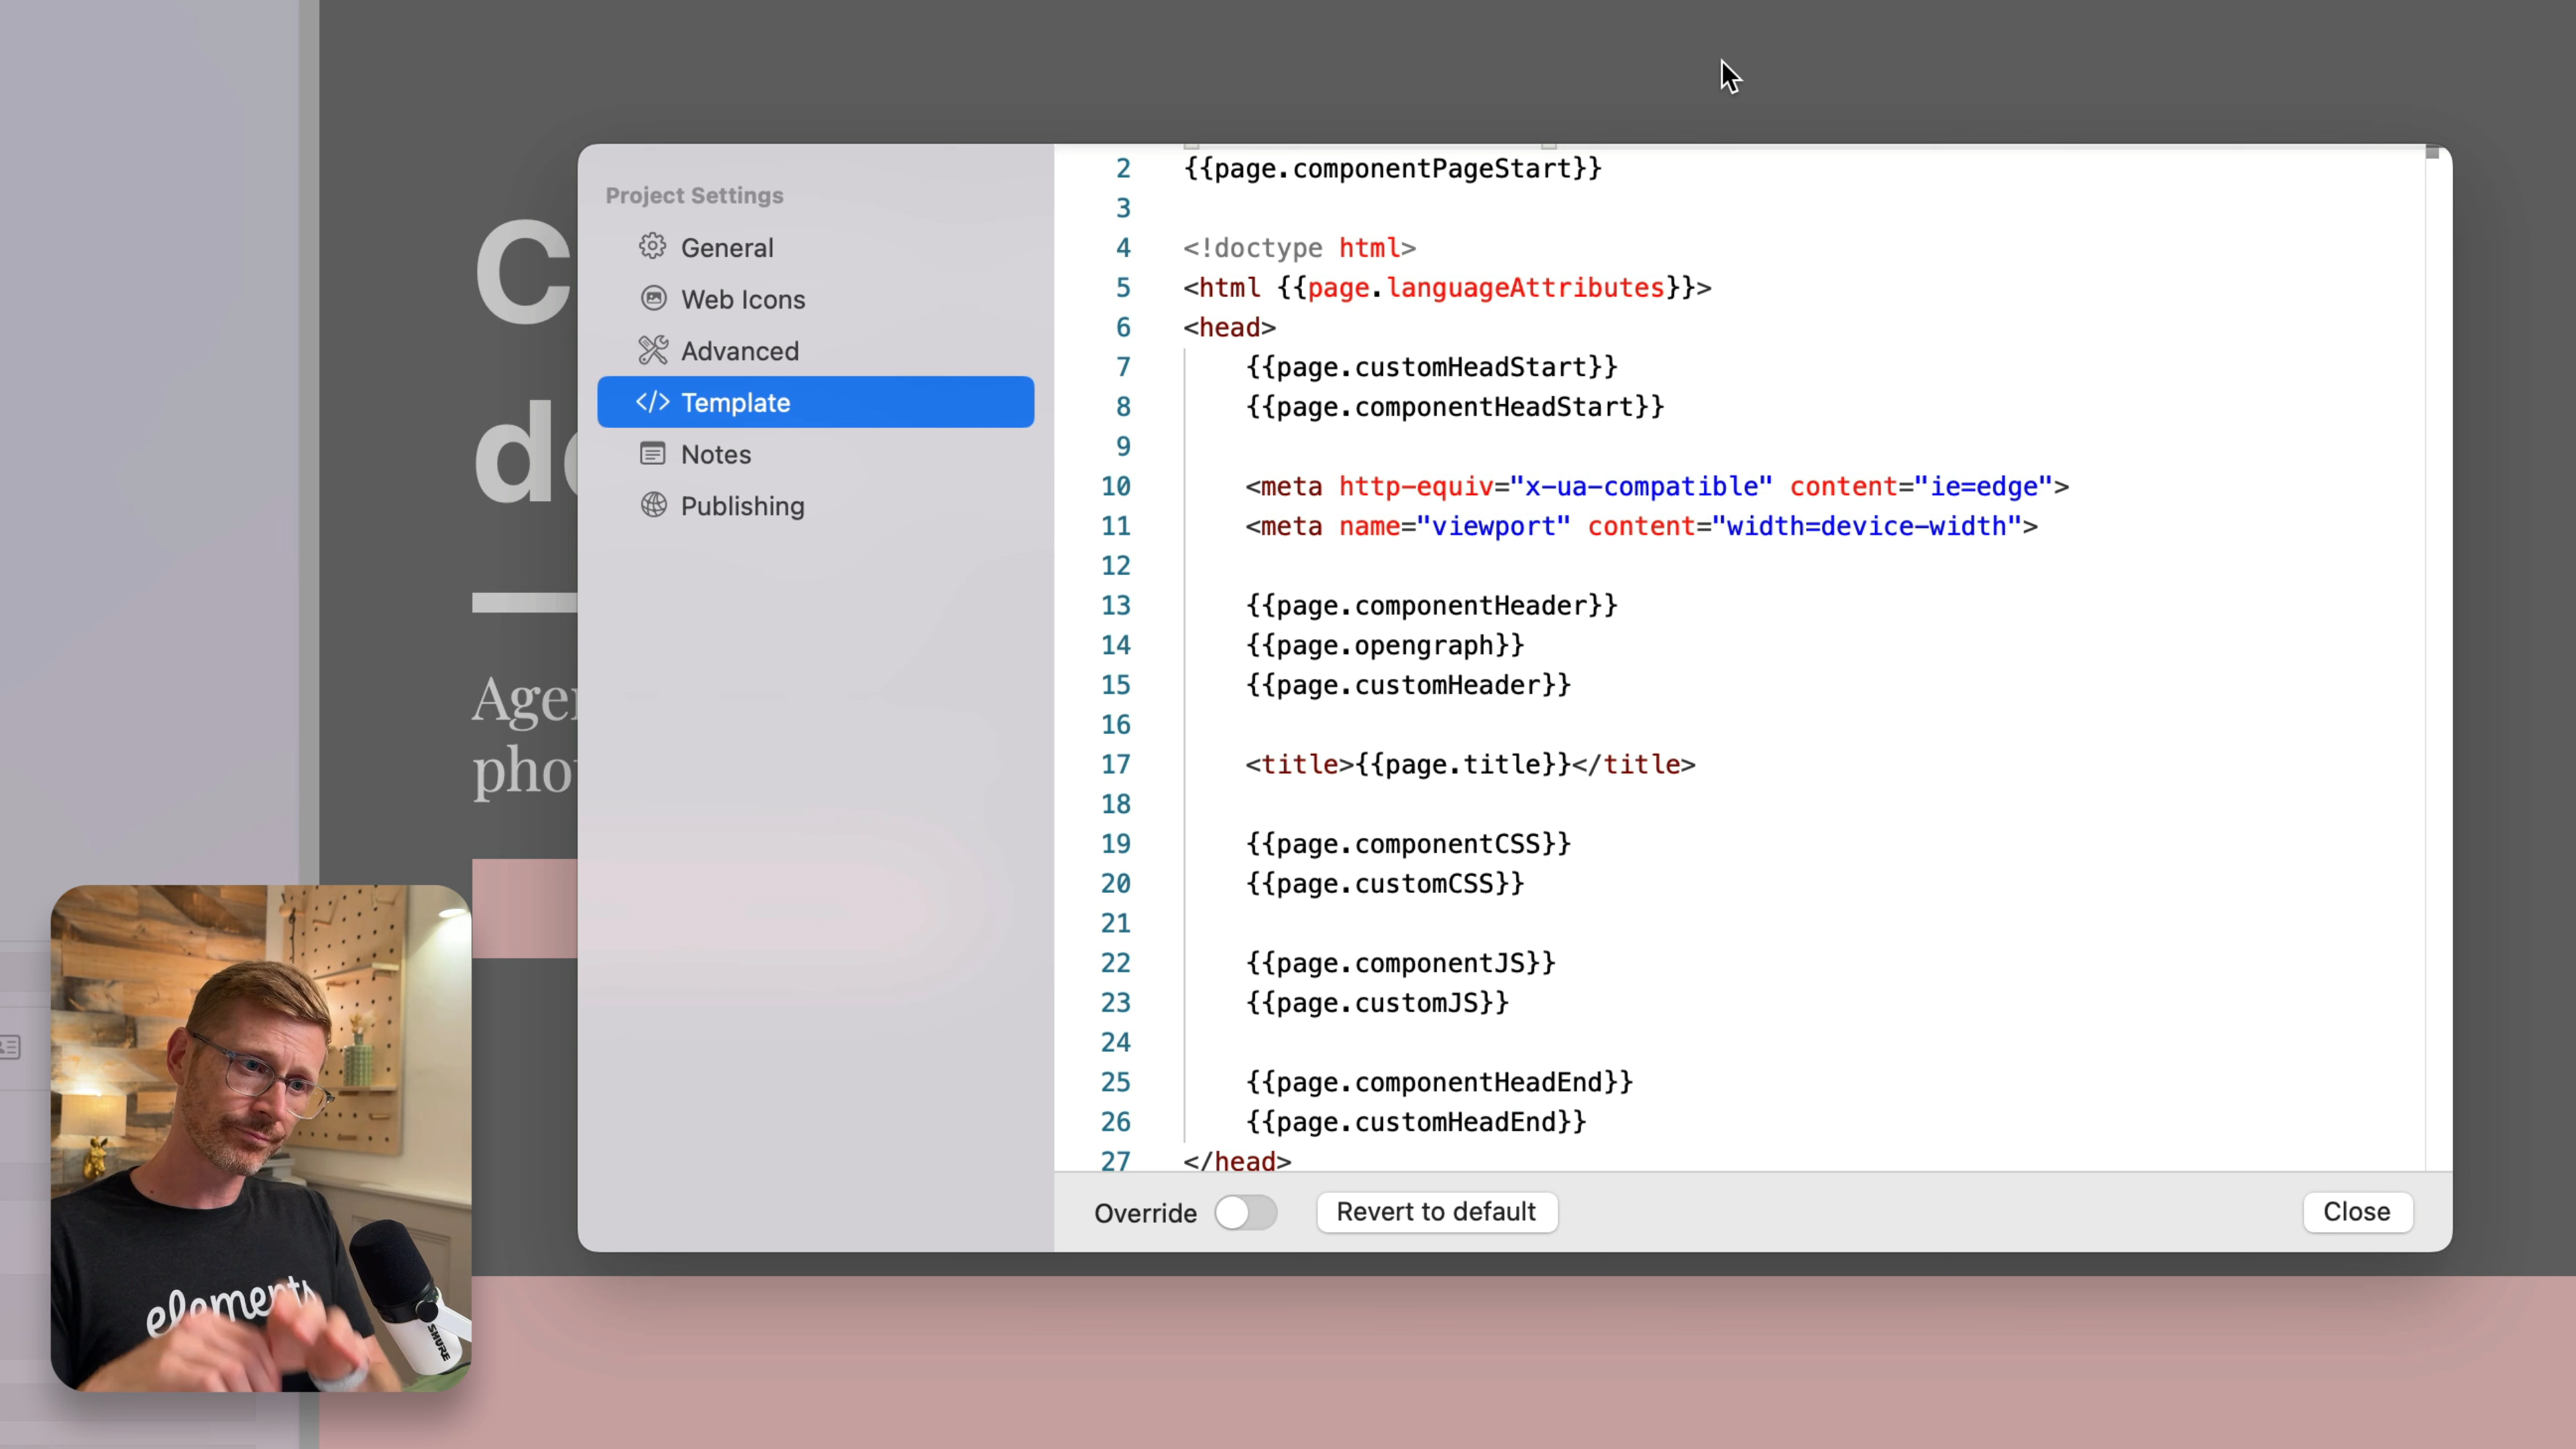 C
d
Agen
phot
Project Settings
General
Web Icons
Advanced
Template
Notes
Publishing
2 {{page.componentPageStart}}
3
4 <!doctype html>
5 <html {{page.languageAttributes}}>
6 <head>
7 {{page.customHeadStart}}
8 {{page.componentHeadStart}}
9
10 <meta http-equiv="x-ua-compatible" content="ie=edge">
11 <meta name="viewport" content="width=device-width">
12
13 {{page.componentHeader}}
14 {{page.opengraph}}
15 {{page.customHeader}}
16
17 <title>{{page.title}}</title>
18
19 {{page.componentCSS}}
20 {{page.customCSS}}
21
22 {{page.componentJS}}
23 {{page.customJS}}
24
25 {{page.componentHeadEnd}}
26 {{page.customHeadEnd}}
27 </head>
Override
Revert to default
Close
elements
SHURE